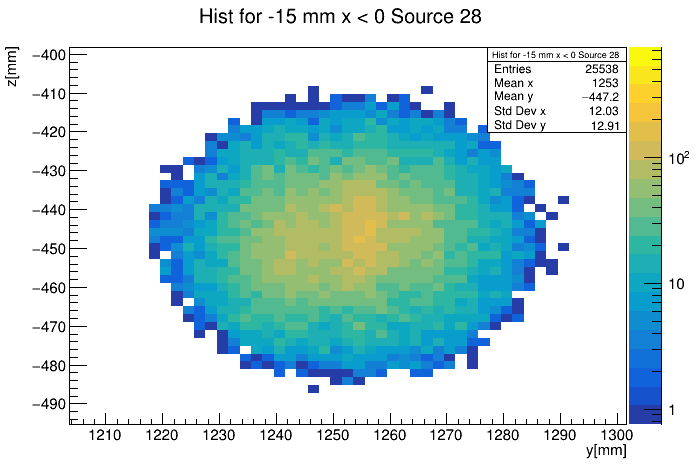 Hist for -15 mm x < 0 Source 28
z[mm]
Hist for -15 mm x < 0 Source 28
Entries 25538
Mean x 1253
Mean y −447.2
Std Dev x 12.03
Std Dev y 12.91
−400
−410
−420
−430
−440
−450
−460
−470
−480
−490
10²
10
1
1210 1220 1230 1240 1250 1260 1270 1280 1290 1300
y[mm]